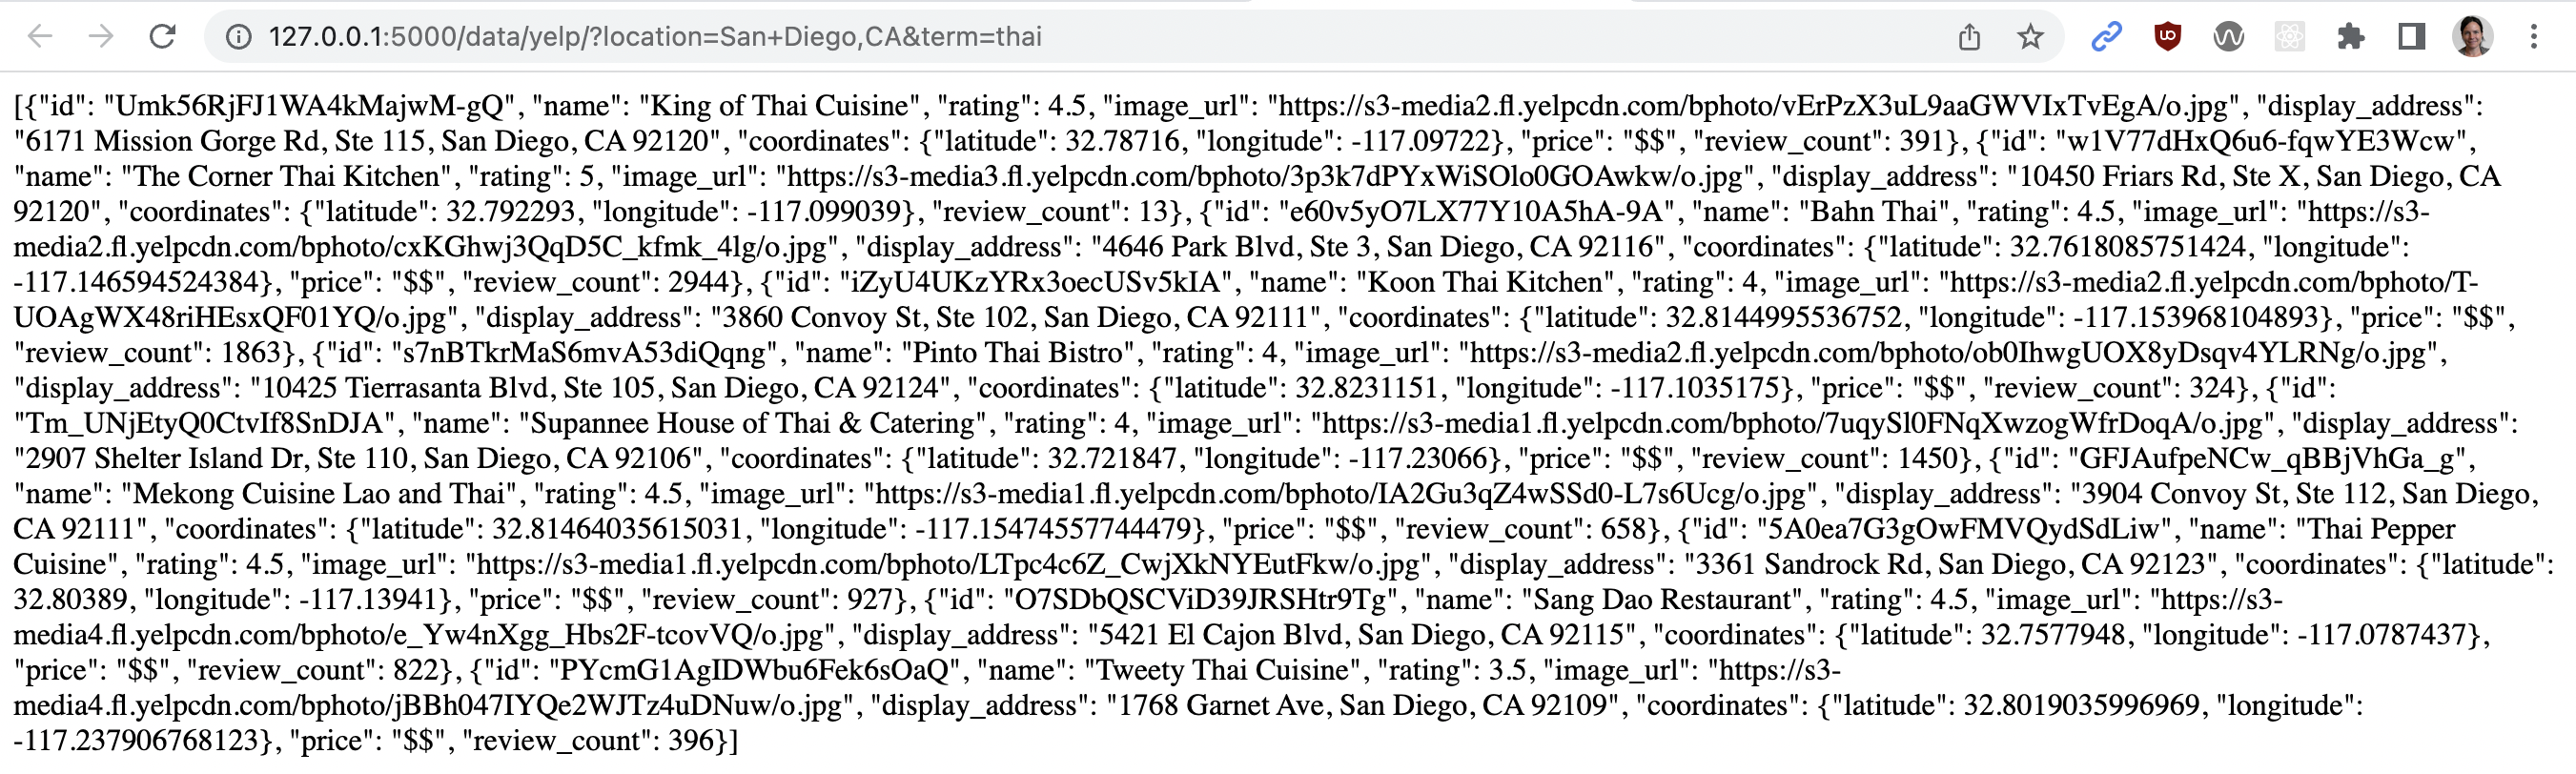 127.0.0.1:5000/data/yelp/?location=San+Diego,CA&term=thai
[{"id": "Umk56RjFJ1WA4kMajwM-gQ", "name": "King of Thai Cuisine", "rating": 4.5, "image_url": "https://s3-media2.fl.yelpcdn.com/bphoto/vErPzX3uL9aaGWVIxTvEgA/o.jpg", "display_address":
"6171 Mission Gorge Rd, Ste 115, San Diego, CA 92120", "coordinates": {"latitude": 32.78716, "longitude": -117.09722}, "price": "$$", "review_count": 391}, {"id": "w1V77dHxQ6u6-fqwYE3Wcw",
"name": "The Corner Thai Kitchen", "rating": 5, "image_url": "https://s3-media3.fl.yelpcdn.com/bphoto/3p3k7dPYxWiSOlo0GOAwkw/o.jpg", "display_address": "10450 Friars Rd, Ste X, San Diego, CA
92120", "coordinates": {"latitude": 32.792293, "longitude": -117.099039}, "review_count": 13}, {"id": "e60v5yO7LX77Y10A5hA-9A", "name": "Bahn Thai", "rating": 4.5, "image_url": "https://s3-
media2.fl.yelpcdn.com/bphoto/cxKGhwj3QqD5C_kfmk_4lg/o.jpg", "display_address": "4646 Park Blvd, Ste 3, San Diego, CA 92116", "coordinates": {"latitude": 32.7618085751424, "longitude":
-117.146594524384}, "price": "$$", "review_count": 2944}, {"id": "iZyU4UKzYRx3oecUSv5kIA", "name": "Koon Thai Kitchen", "rating": 4, "image_url": "https://s3-media2.fl.yelpcdn.com/bphoto/T-
UOAgWX48riHEsxQF01YQ/o.jpg", "display_address": "3860 Convoy St, Ste 102, San Diego, CA 92111", "coordinates": {"latitude": 32.8144995536752, "longitude": -117.153968104893}, "price": "$$",
"review_count": 1863}, {"id": "s7nBTkrMaS6mvA53diQqng", "name": "Pinto Thai Bistro", "rating": 4, "image_url": "https://s3-media2.fl.yelpcdn.com/bphoto/ob0IhwgUOX8yDsqv4YLRNg/o.jpg",
"display_address": "10425 Tierrasanta Blvd, Ste 105, San Diego, CA 92124", "coordinates": {"latitude": 32.8231151, "longitude": -117.1035175}, "price": "$$", "review_count": 324}, {"id":
"Tm_UNjEtyQ0CtvIf8SnDJA", "name": "Supannee House of Thai & Catering", "rating": 4, "image_url": "https://s3-media1.fl.yelpcdn.com/bphoto/7uqySl0FNqXwzogWfrDoqA/o.jpg", "display_address":
"2907 Shelter Island Dr, Ste 110, San Diego, CA 92106", "coordinates": {"latitude": 32.721847, "longitude": -117.23066}, "price": "$$", "review_count": 1450}, {"id": "GFJAufpeNCw_qBBjVhGa_g",
"name": "Mekong Cuisine Lao and Thai", "rating": 4.5, "image_url": "https://s3-media1.fl.yelpcdn.com/bphoto/IA2Gu3qZ4wSSd0-L7s6Ucg/o.jpg", "display_address": "3904 Convoy St, Ste 112, San Diego,
CA 92111", "coordinates": {"latitude": 32.81464035615031, "longitude": -117.15474557744479}, "price": "$$", "review_count": 658}, {"id": "5A0ea7G3gOwFMVQydSdLiw", "name": "Thai Pepper
Cuisine", "rating": 4.5, "image_url": "https://s3-media1.fl.yelpcdn.com/bphoto/LTpc4c6Z_CwjXkNYEutFkw/o.jpg", "display_address": "3361 Sandrock Rd, San Diego, CA 92123", "coordinates": {"latitude":
32.80389, "longitude": -117.13941}, "price": "$$", "review_count": 927}, {"id": "O7SDbQSCViD39JRSHtr9Tg", "name": "Sang Dao Restaurant", "rating": 4.5, "image_url": "https://s3-
media4.fl.yelpcdn.com/bphoto/e_Yw4nXgg_Hbs2F-tcovVQ/o.jpg", "display_address": "5421 El Cajon Blvd, San Diego, CA 92115", "coordinates": {"latitude": 32.7577948, "longitude": -117.0787437},
"price": "$$", "review_count": 822}, {"id": "PYcmG1AgIDWbu6Fek6sOaQ", "name": "Tweety Thai Cuisine", "rating": 3.5, "image_url": "https://s3-
media4.fl.yelpcdn.com/bphoto/jBBh047IYQe2WJTz4uDNuw/o.jpg", "display_address": "1768 Garnet Ave, San Diego, CA 92109", "coordinates": {"latitude": 32.8019035996969, "longitude":
-117.237906768123}, "price": "$$", "review_count": 396}]